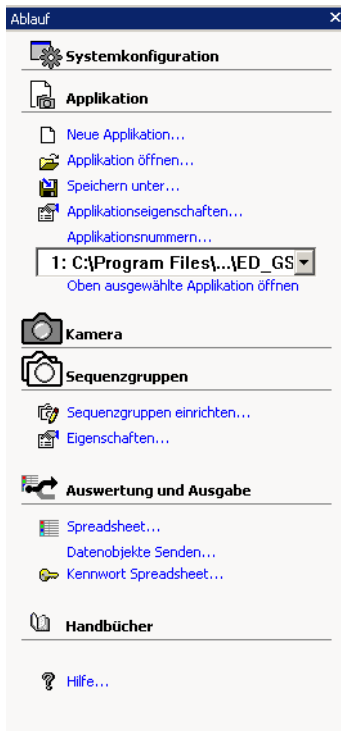 Ablauf
Systemkonfiguration
Applikation
Neue Applikation...
Applikation öffnen...
Speichern unter...
Applikationseigenschaften...
Applikationsnummern...
1: C:\Program Files\...\ED_GS
Oben ausgewählte Applikation öffnen
Kamera
Sequenzgruppen
Sequenzgruppen einrichten...
Eigenschaften...
Auswertung und Ausgabe
Spreadsheet...
Datenobjekte Senden...
Kennwort Spreadsheet...
Handbücher
Hilfe...